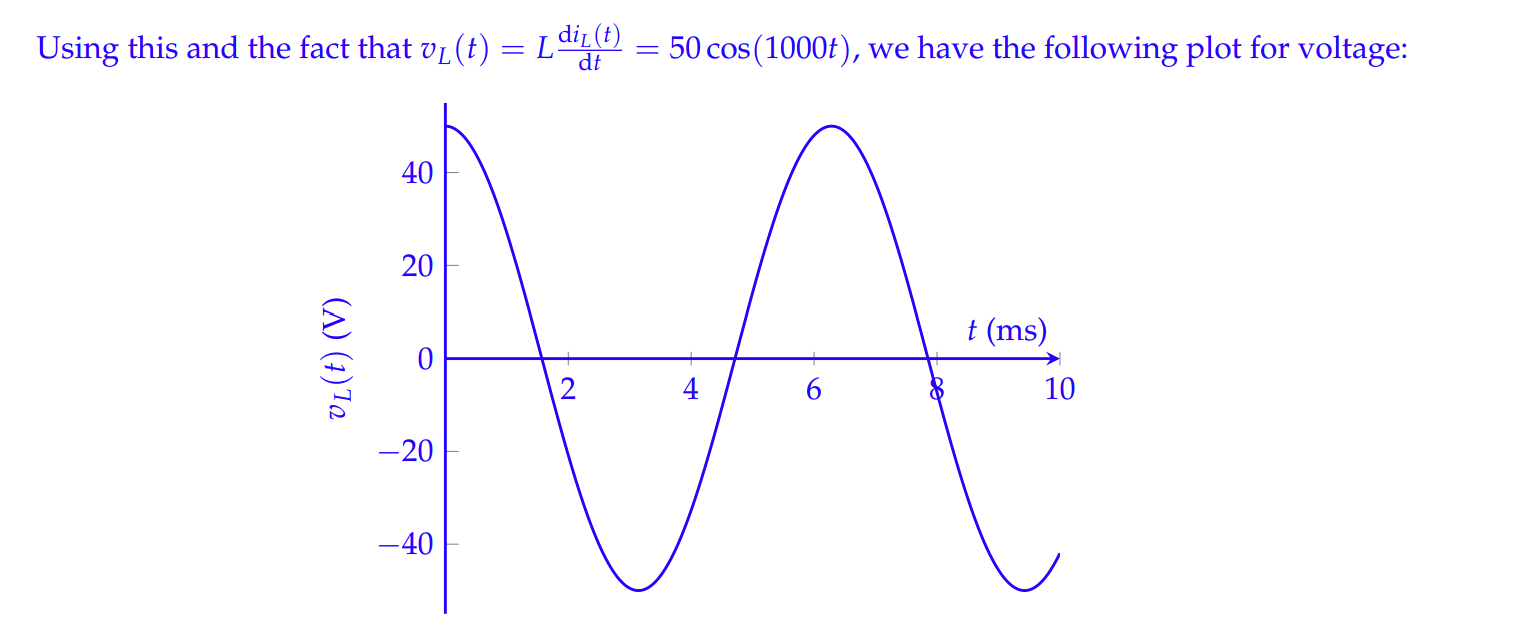 Using this and the fact that $v_L(t) = L\frac{\mathrm{d}i_L(t)}{\mathrm{d}t} = 50\cos(1000t)$, we have the following plot for voltage:
40
20
$v_L(t)$ (V)
$t$ (ms)
0
2 4 6 8 10
−20
−40